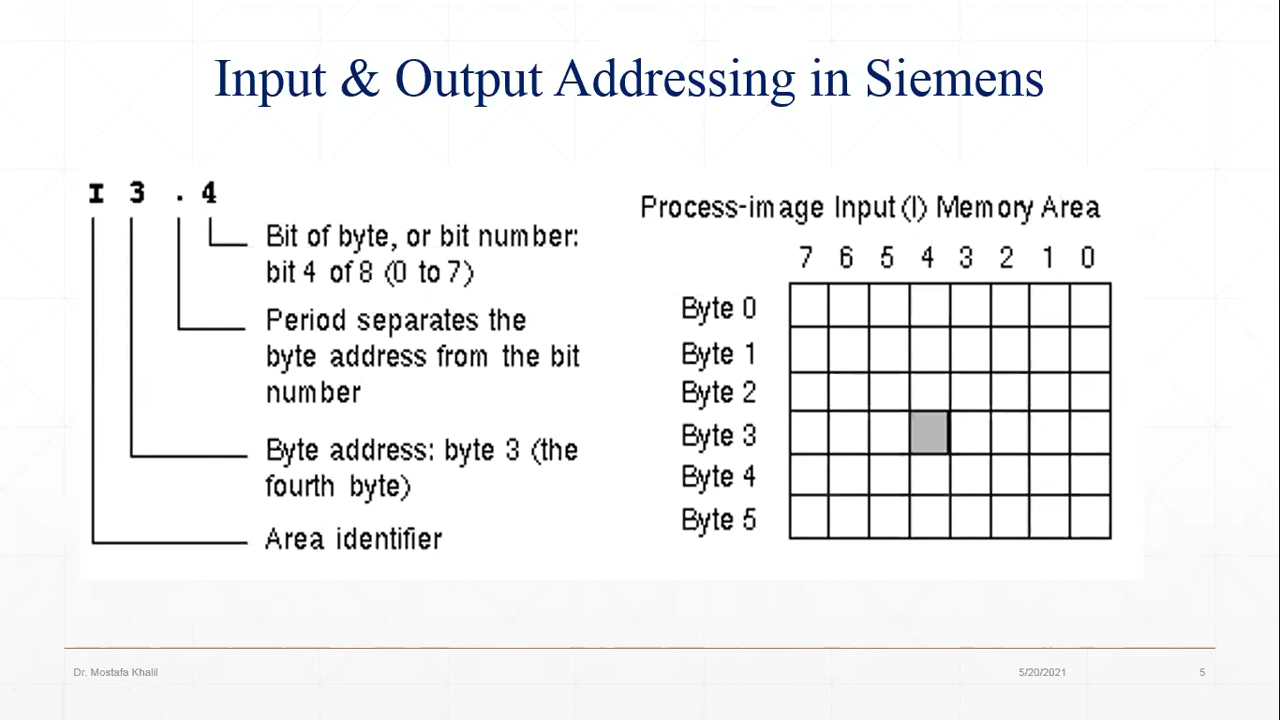 Input & Output Addressing in Siemens
I 3 . 4
Bit of byte, or bit number:
bit 4 of 8 (0 to 7)
Period separates the
byte address from the bit
number
Byte address: byte 3 (the
fourth byte)
Area identifier
Process-image Input (I) Memory Area
7 6 5 4 3 2 1 0
Byte 0
Byte 1
Byte 2
Byte 3
Byte 4
Byte 5
Dr. Mostafa Khalil
5/20/2021
5